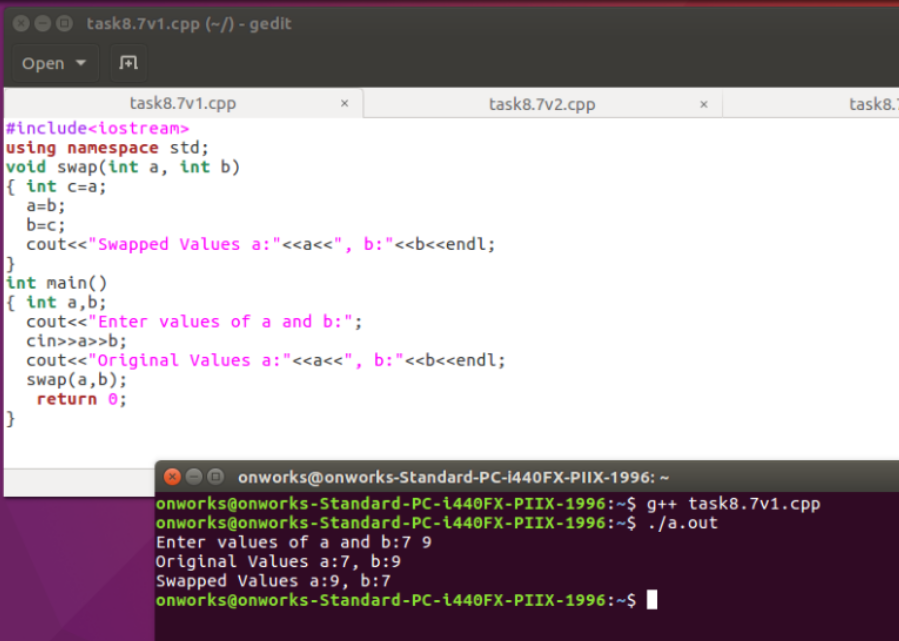 task8.7v1.cpp (~/) - gedit
Open
task8.7v1.cpp × task8.7v2.cpp × task8.7
#include<iostream>
using namespace std;
void swap(int a, int b)
{ int c=a;
  a=b;
  b=c;
  cout<<"Swapped Values a:"<<a<<", b:"<<b<<endl;
}
int main()
{ int a,b;
  cout<<"Enter values of a and b:";
  cin>>a>>b;
  cout<<"Original Values a:"<<a<<", b:"<<b<<endl;
  swap(a,b);
   return 0;
}
onworks@onworks-Standard-PC-i440FX-PIIX-1996: ~
onworks@onworks-Standard-PC-i440FX-PIIX-1996:~$ g++ task8.7v1.cpp
onworks@onworks-Standard-PC-i440FX-PIIX-1996:~$ ./a.out
Enter values of a and b:7 9
Original Values a:7, b:9
Swapped Values a:9, b:7
onworks@onworks-Standard-PC-i440FX-PIIX-1996:~$